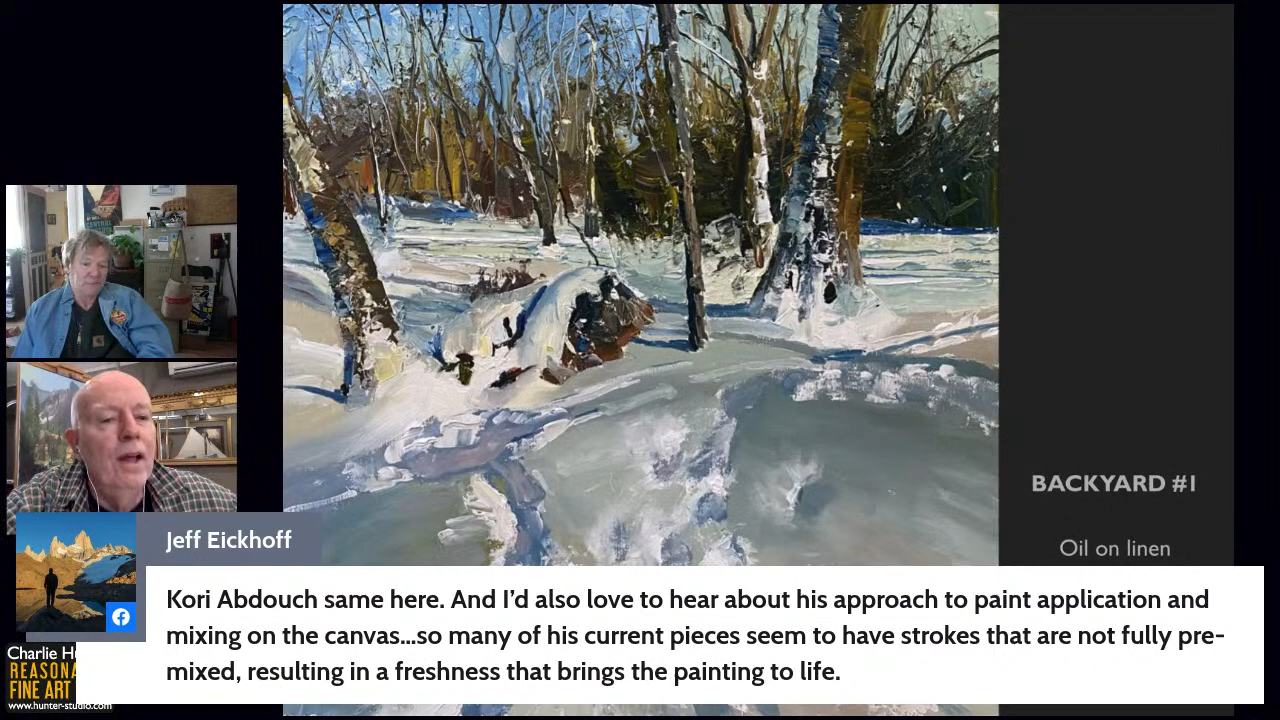 BACKYARD #1
Oil on linen
Jeff Eickhoff
Kori Abdouch same here. And I'd also love to hear about his approach to paint application and
mixing on the canvas...so many of his current pieces seem to have strokes that are not fully pre-
mixed, resulting in a freshness that brings the painting to life.
Charlie Hu
REASONA
FINE ART
www.hunter-studio.com